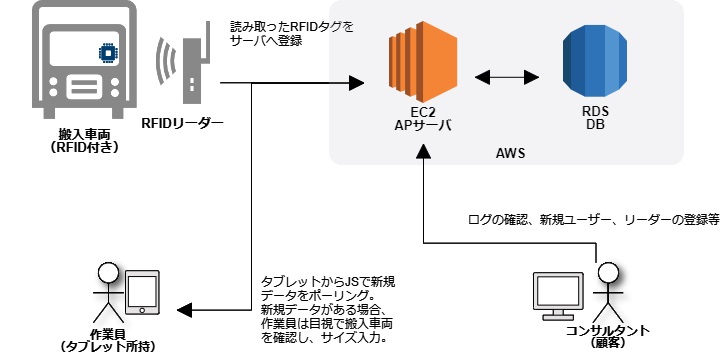 読み取ったRFIDタグを
サーバへ登録
RFIDリーダー
搬入車両
（RFID付き）
EC2
APサーバ
RDS
DB
AWS
ログの確認、新規ユーザー、リーダーの登録等
タブレットからJSで新規
データをポーリング。
新規データがある場合、
作業員は目視で搬入車両
を確認し、サイズ入力。
作業員
（タブレット所持）
コンサルタント
（顧客）